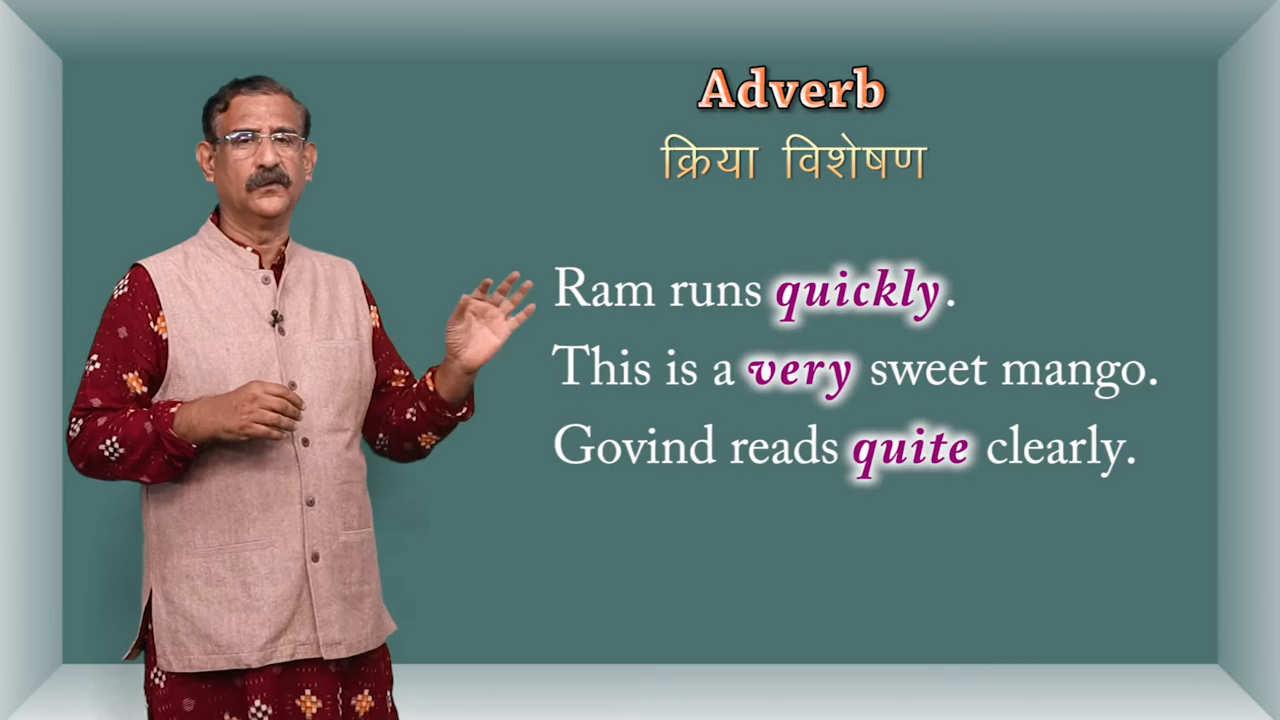 Adverb
क्रिया विशेषण
Ram runs quickly.
This is a very sweet mango.
Govind reads quite clearly.